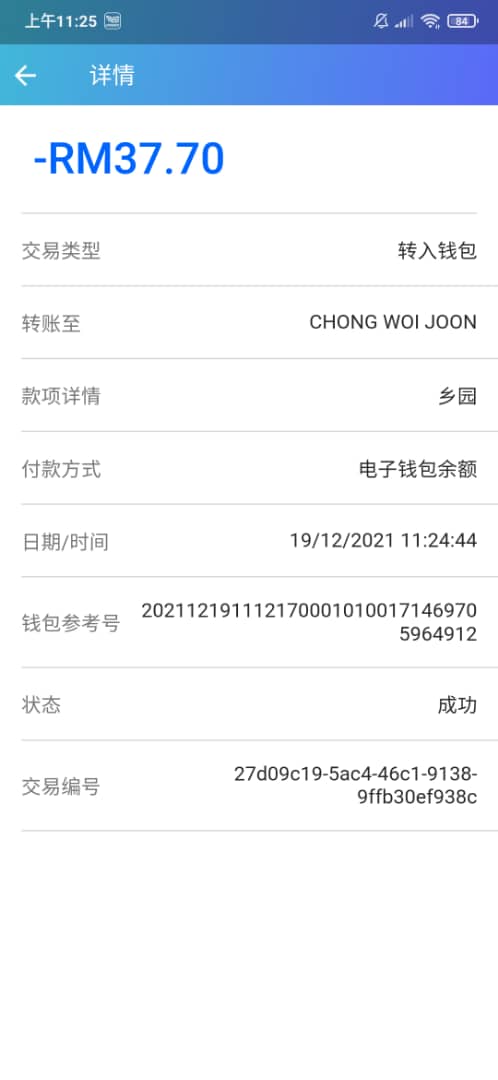 上午11:25
84
详情
-RM37.70
交易类型 转入钱包
转账至 CHONG WOI JOON
款项详情 乡园
付款方式 电子钱包余额
日期/时间 19/12/2021 11:24:44
钱包参考号 202112191112170001010017146970
5964912
状态 成功
交易编号 27d09c19-5ac4-46c1-9138-
9ffb30ef938c